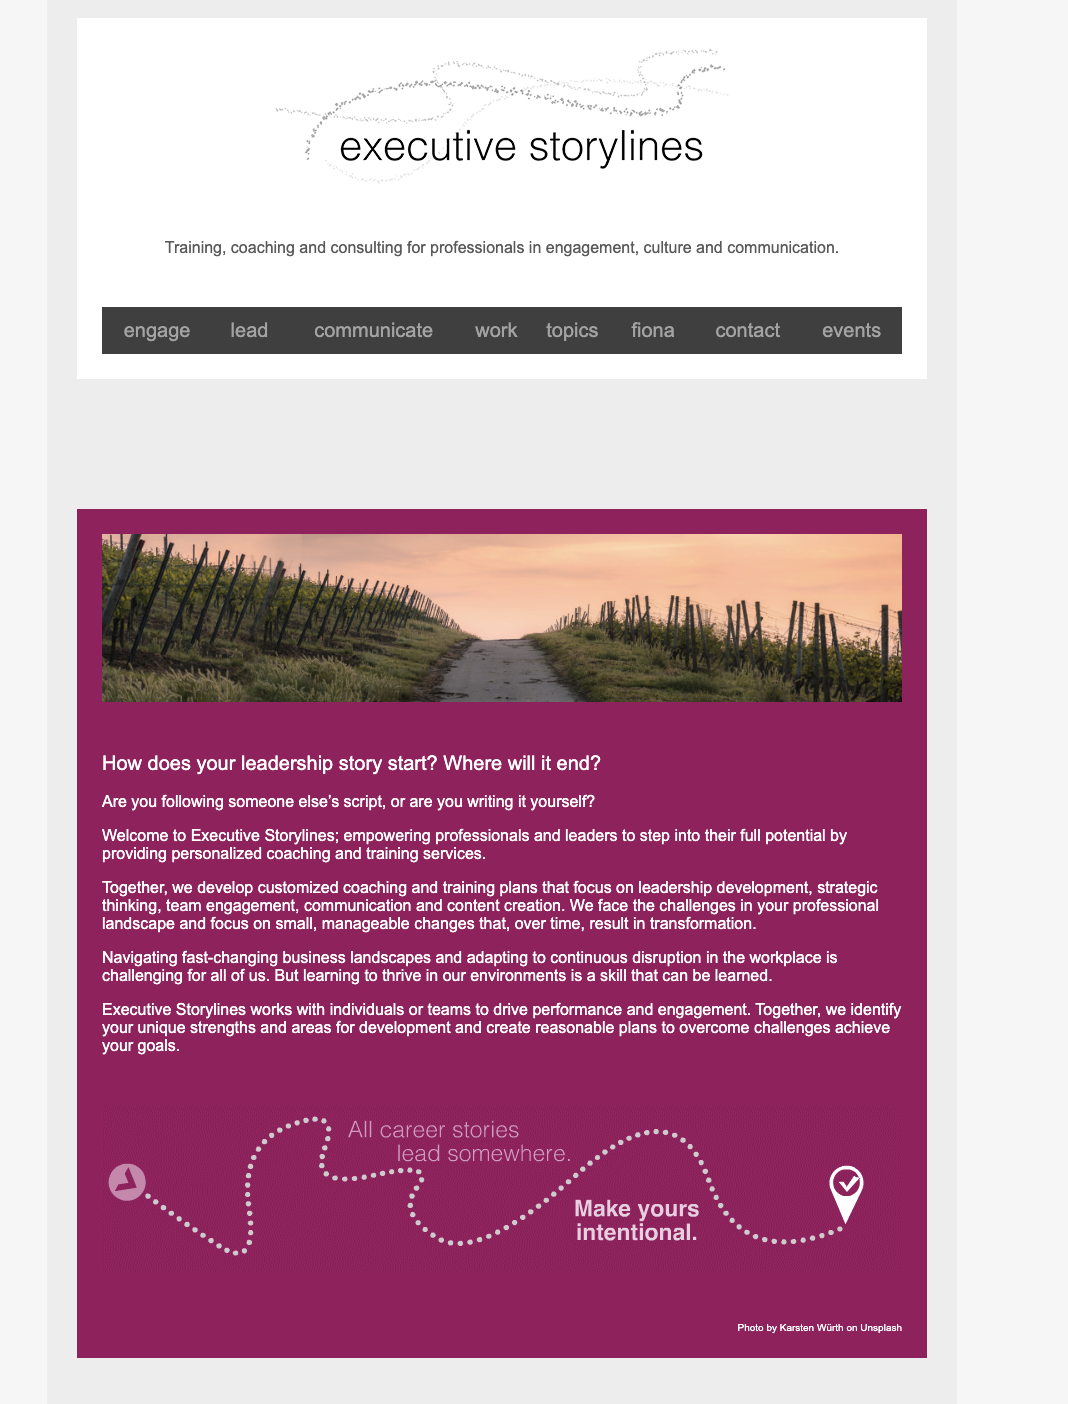 executive storylines
Training, coaching and consulting for professionals in engagement, culture and communication.
engage lead communicate work topics fiona contact events
How does your leadership story start? Where will it end?
Are you following someone else’s script, or are you writing it yourself?
Welcome to Executive Storylines; empowering professionals and leaders to step into their full potential by
providing personalized coaching and training services.
Together, we develop customized coaching and training plans that focus on leadership development, strategic
thinking, team engagement, communication and content creation. We face the challenges in your professional
landscape and focus on small, manageable changes that, over time, result in transformation.
Navigating fast-changing business landscapes and adapting to continuous disruption in the workplace is
challenging for all of us. But learning to thrive in our environments is a skill that can be learned.
Executive Storylines works with individuals or teams to drive performance and engagement. Together, we identify
your unique strengths and areas for development and create reasonable plans to overcome challenges achieve
your goals.
All career stories
lead somewhere.
Make yours
intentional.
Photo by Karsten Würth on Unsplash